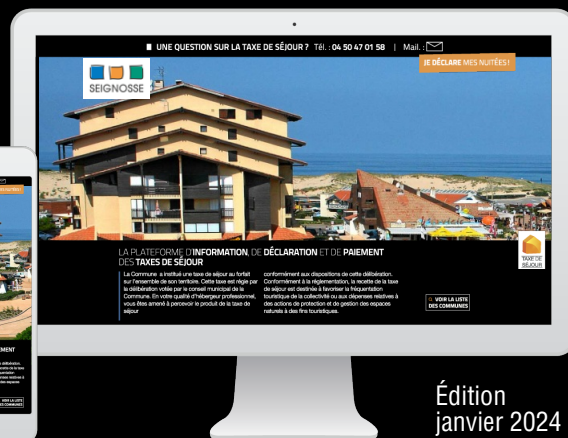 UNE QUESTION SUR LA TAXE DE SÉJOUR ? Tél. : 04 50 47 01 58 | Mail. :
JE DÉCLARE MES NUITÉES !
SEIGNOSSE
LA PLATEFORME D'INFORMATION, DE DÉCLARATION ET DE PAIEMENT
DES TAXES DE SÉJOUR
La Commune a institué une taxe de séjour au forfait
sur l'ensemble de son territoire. Cette taxe est régie par
la délibération votée par le conseil municipal de la
Commune. En votre qualité d'hébergeur professionnel,
vous êtes amené à percevoir le produit de la taxe de
séjour
conformément aux dispositions de cette délibération.
Conformément à la réglementation, la recette de la taxe
de séjour est destinée à favoriser la fréquentation
touristique de la collectivité ou aux dépenses relatives à
des actions de protection et de gestion des espaces
naturels à des fins touristiques.
TAXE DE
SÉJOUR
VOIR LA LISTE
DES COMMUNES
VOIR LA LISTE
DES COMMUNES
Édition
janvier 2024